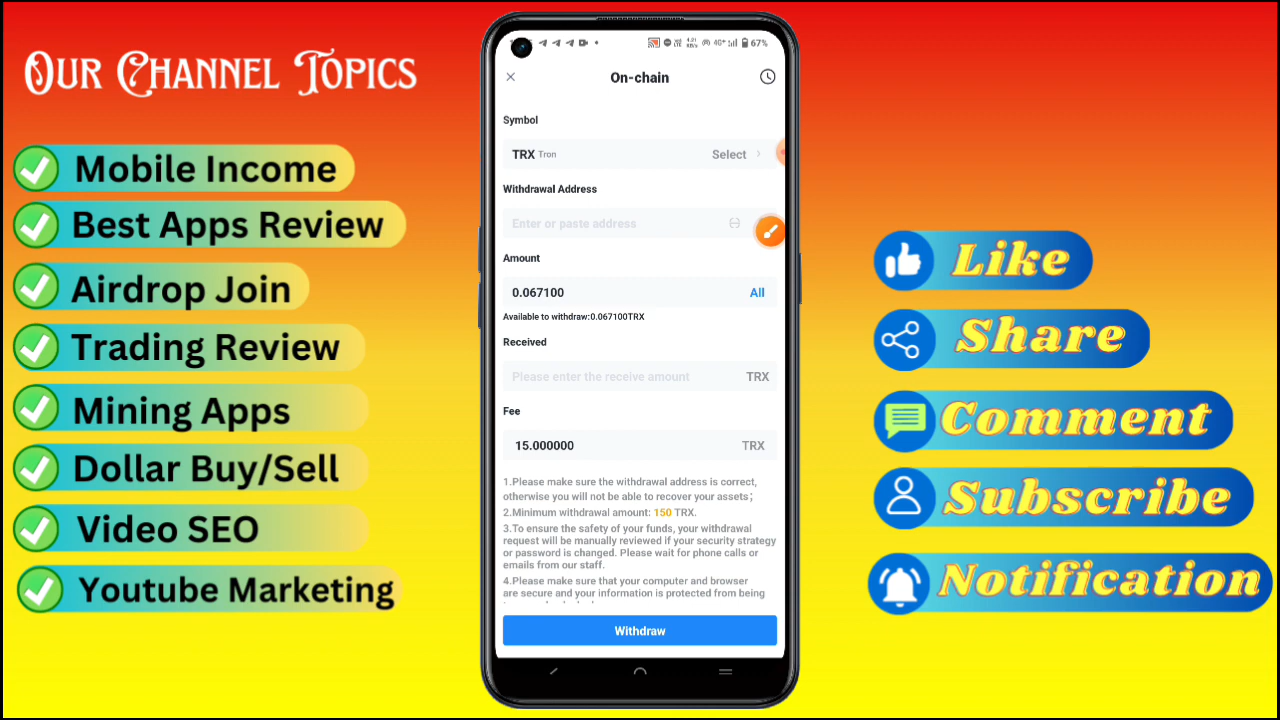 OUR CHANNEL TOPICS
Mobile Income
Best Apps Review
Airdrop Join
Trading Review
Mining Apps
Dollar Buy/Sell
Video SEO
Youtube Marketing
67%
On-chain
Symbol
TRX Tron Select
Withdrawal Address
Enter or paste address
Amount
0.067100 All
Available to withdraw:0.067100TRX
Received
Please enter the receive amount TRX
Fee
15.000000 TRX
1.Please make sure the withdrawal address is correct,
otherwise you will not be able to recover your assets;
2.Minimum withdrawal amount: 150 TRX.
3.To ensure the safety of your funds, your withdrawal
request will be manually reviewed if your security strategy
or password is changed. Please wait for phone calls or
emails from our staff.
4.Please make sure that your computer and browser
are secure and your information is protected from being
Withdraw
Like
Share
Comment
Subscribe
Notification